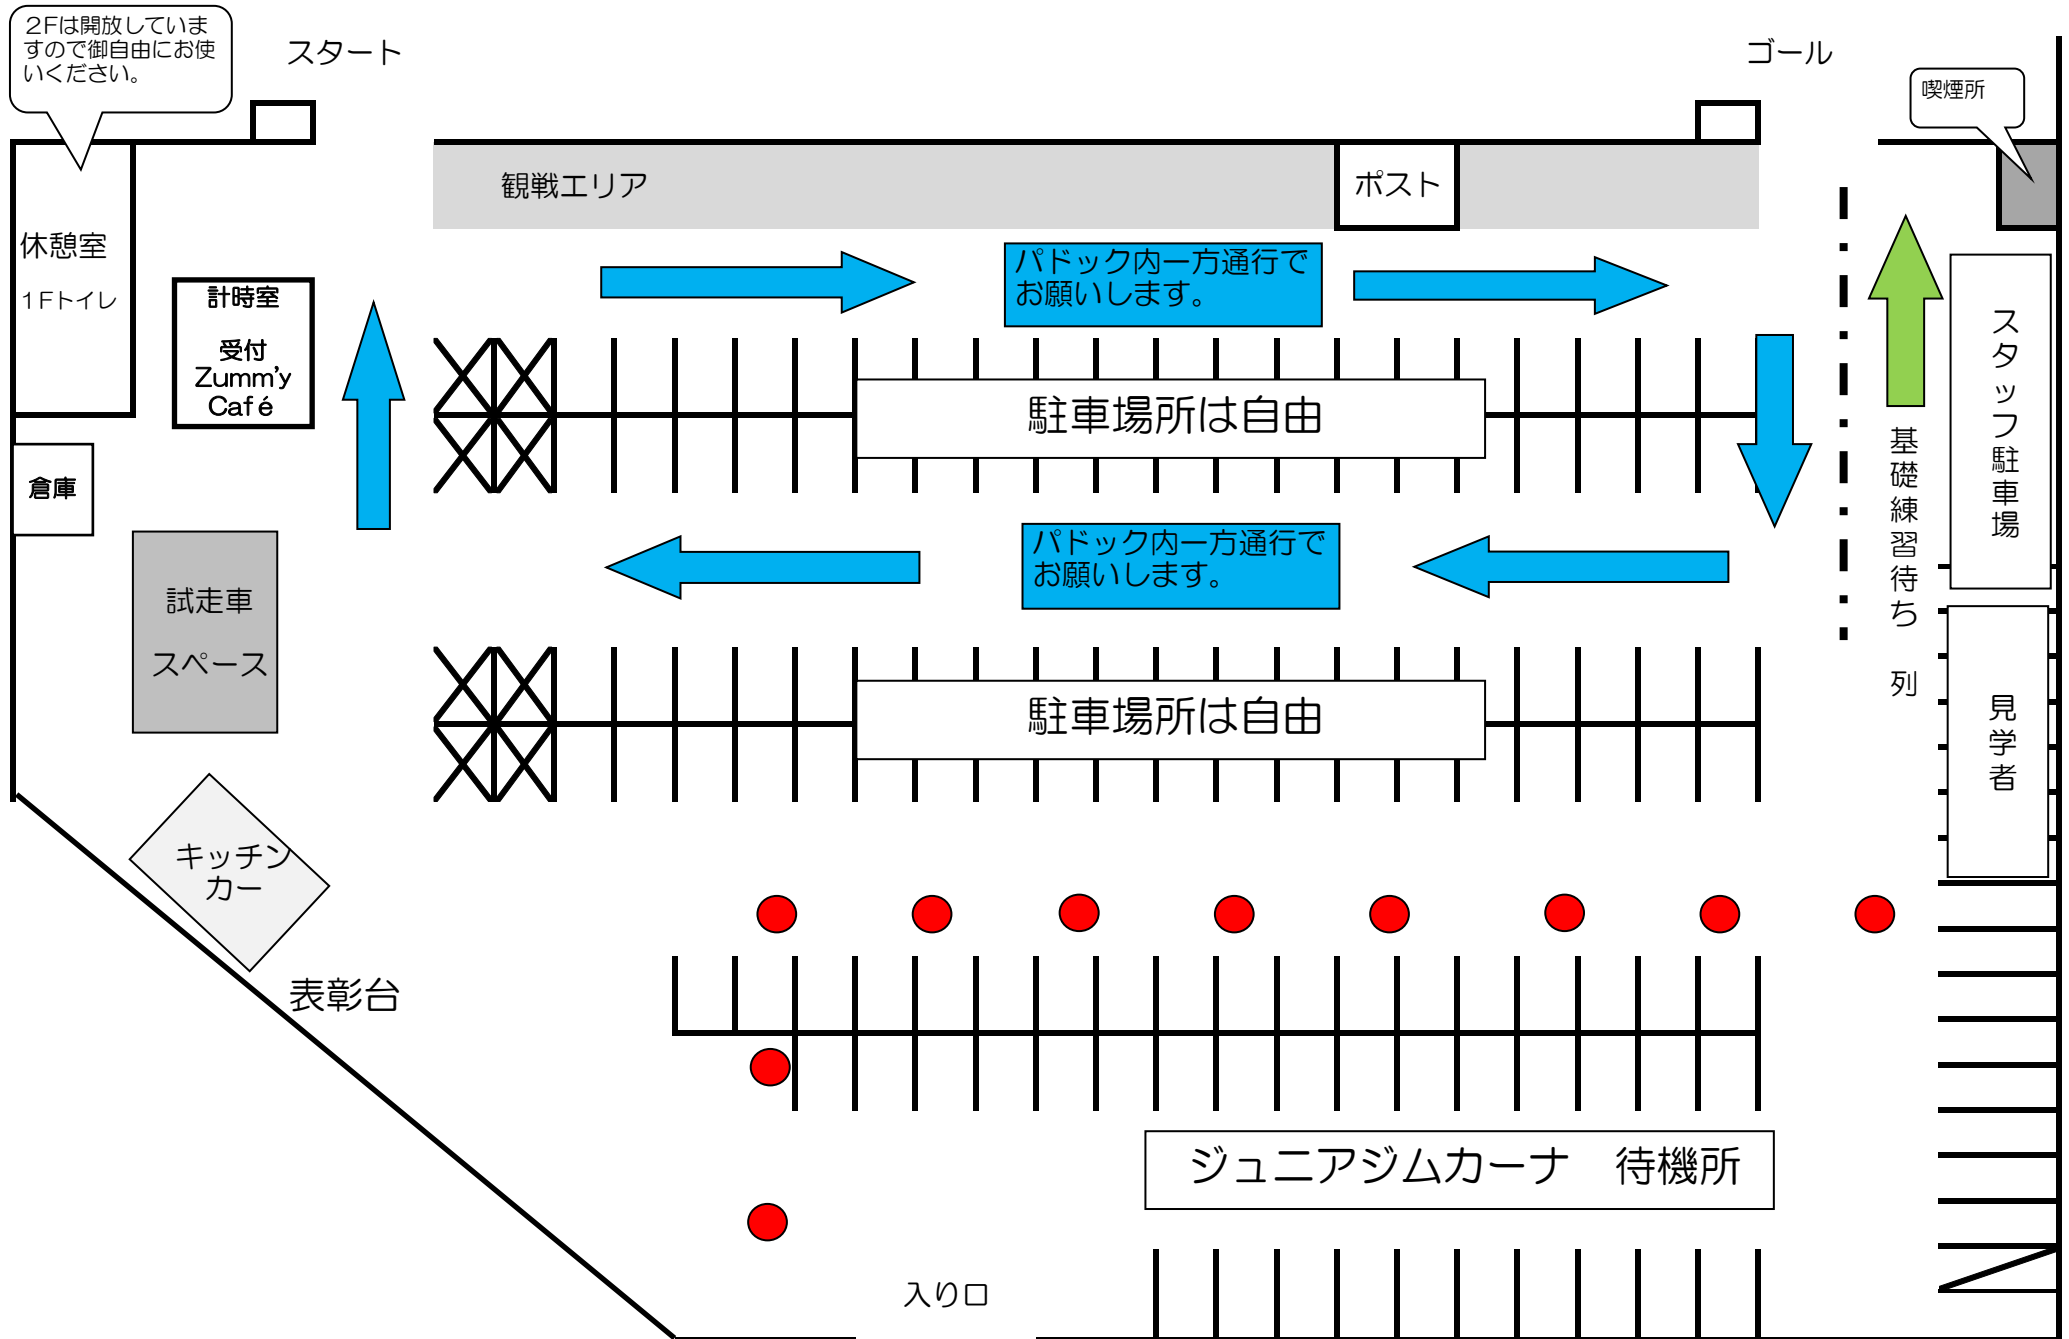 ２Fは開放していま
すので御自由にお使
いください。
スタート
ゴール
喫煙所
観戦エリア
ポスト
休憩室
１Fトイレ
計時室
受付
Zumm'y
Café
パドック内一方通行で
お願いします。
スタッフ駐車場
駐車場所は自由
基礎練習待ち　列
倉庫
パドック内一方通行で
お願いします。
試走車
スペース
駐車場所は自由
見学者
キッチン
カー
表彰台
ジュニアジムカーナ　待機所
入り口